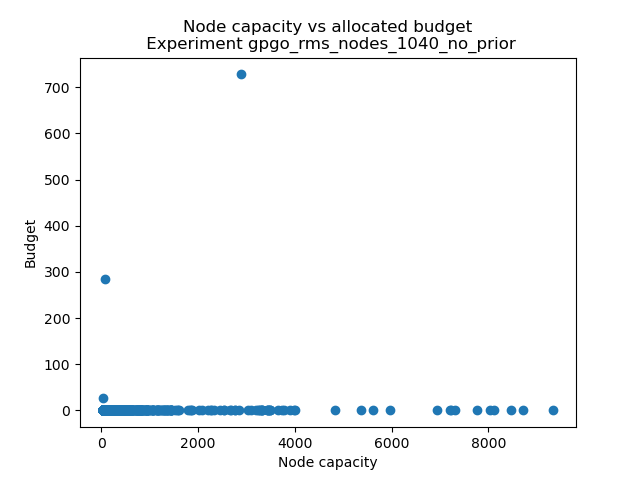 Node capacity vs allocated budget
Experiment gpgo_rms_nodes_1040_no_prior
700
600
500
400
300
200
100
0
Budget
0 2000 4000 6000 8000
Node capacity